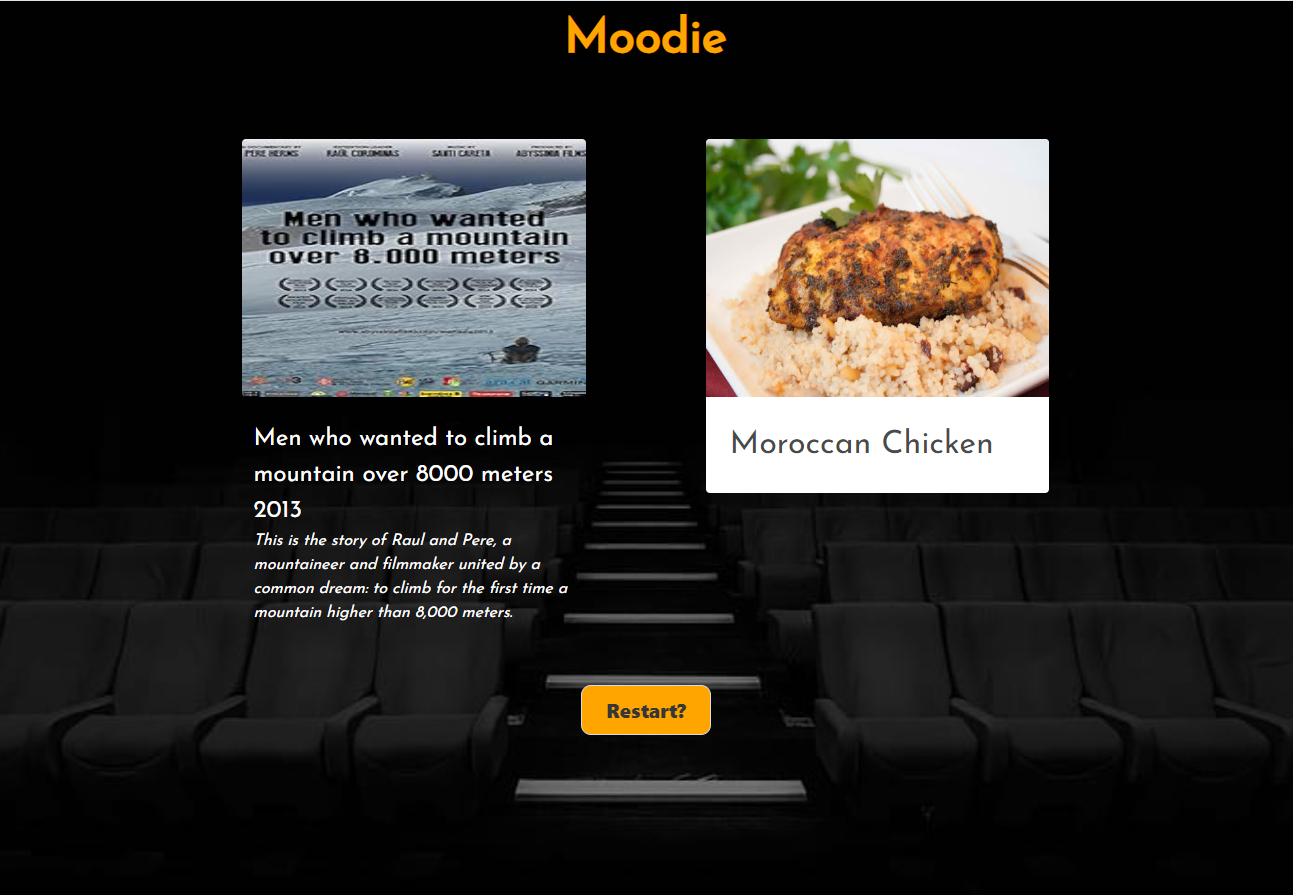 Moodie
PERE HERMS RAÜL COROMINAS SANTI CARETA ABYSSINIA FILMS
Men who wanted
to climb a mountain
over 8.000 meters
GARMIN
Men who wanted to climb a
mountain over 8000 meters
2013
This is the story of Raul and Pere, a
mountaineer and filmmaker united by a
common dream: to climb for the first time a
mountain higher than 8,000 meters.
Moroccan Chicken
Restart?